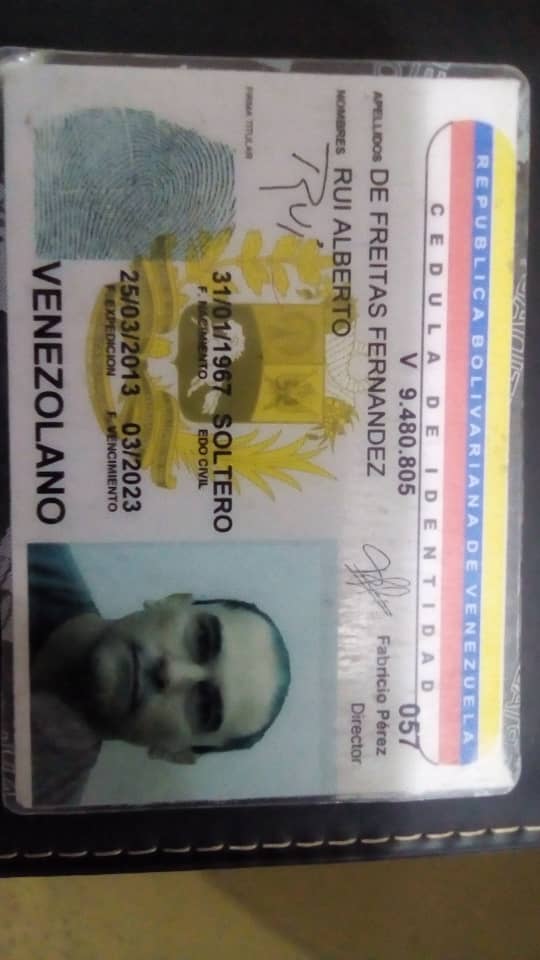 REPUBLICA BOLIVARIANA DE VENEZUELA
CEDULA DE IDENTIDAD
V 9.480.805
057
APELLIDOS DE FREITAS FERNANDEZ
NOMBRES RUI ALBERTO
Fabricio Pérez
Director
FIRMA TITULAR
Rui
31/01/1967 SOLTERO
F. NACIMIENTO EDO CIVIL
25/03/2013 03/2023
F. EXPEDICION F. VENCIMIENTO
VENEZOLANO